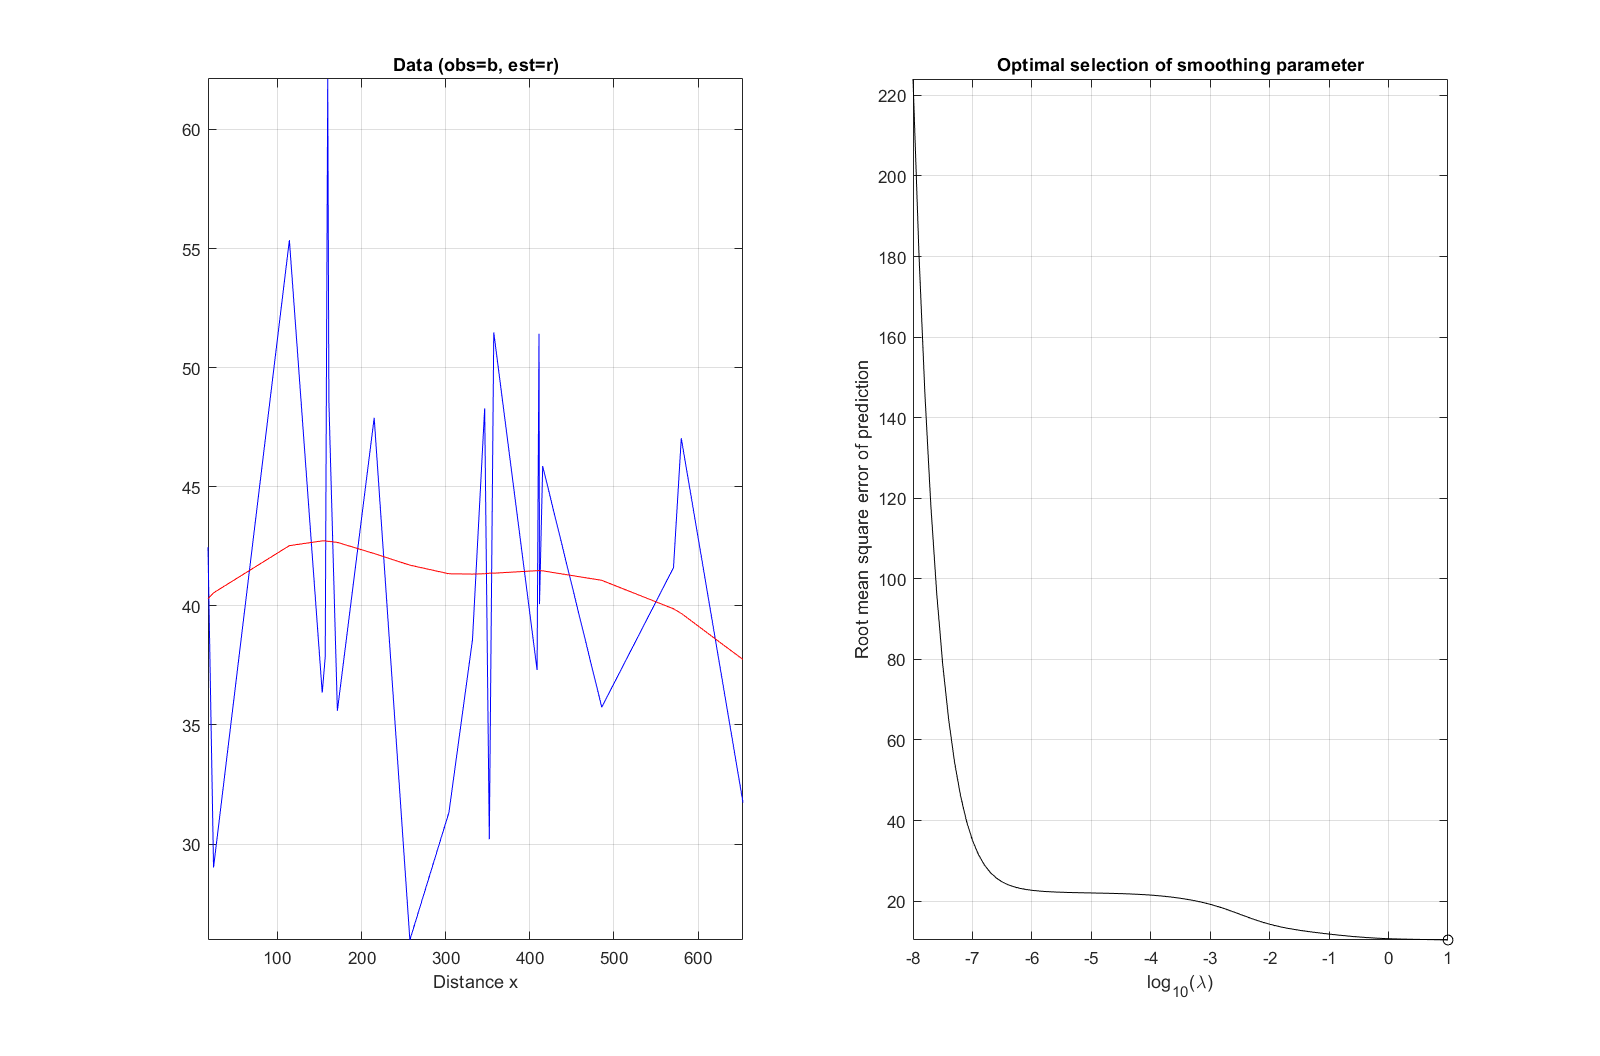 Data (obs=b, est=r)
60
55
50
45
40
35
30
100 200 300 400 500 600
Distance x
Optimal selection of smoothing parameter
Root mean square error of prediction
220
200
180
160
140
120
100
80
60
40
20
-8 -7 -6 -5 -4 -3 -2 -1 0 1
log10(λ)